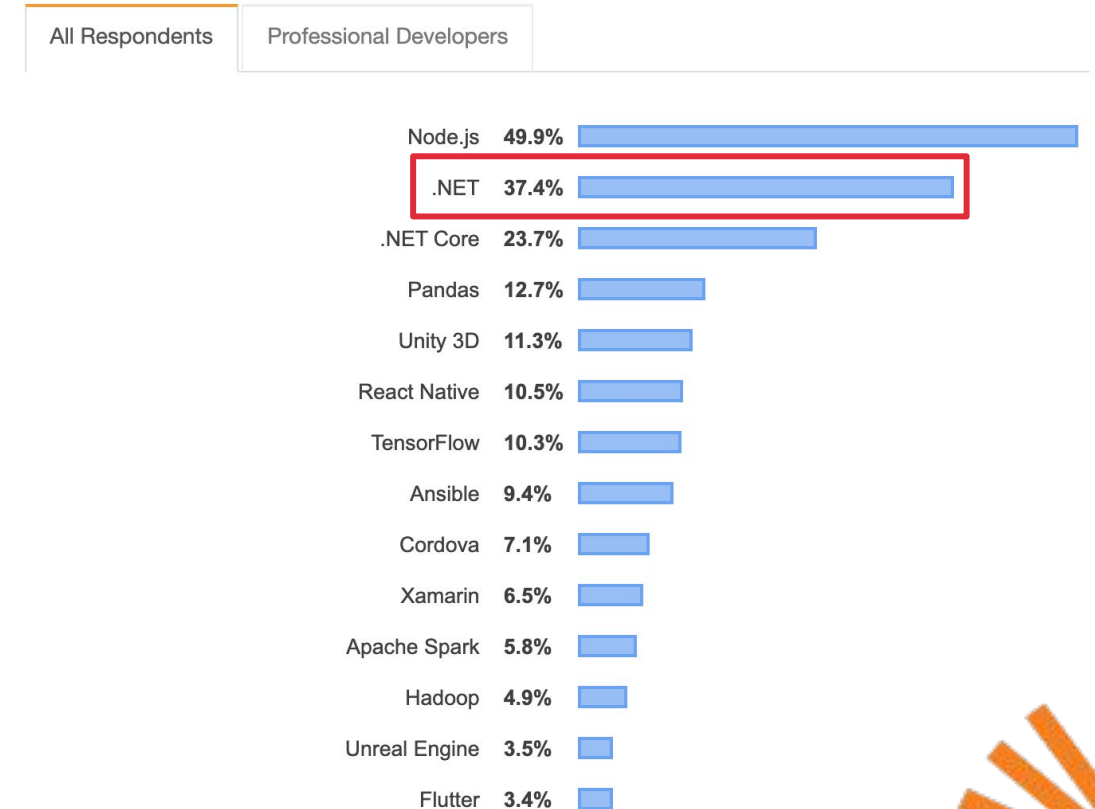 All Respondents Professional Developers
Node.js 49.9%
.NET 37.4%
.NET Core 23.7%
Pandas 12.7%
Unity 3D 11.3%
React Native 10.5%
TensorFlow 10.3%
Ansible 9.4%
Cordova 7.1%
Xamarin 6.5%
Apache Spark 5.8%
Hadoop 4.9%
Unreal Engine 3.5%
Flutter 3.4%